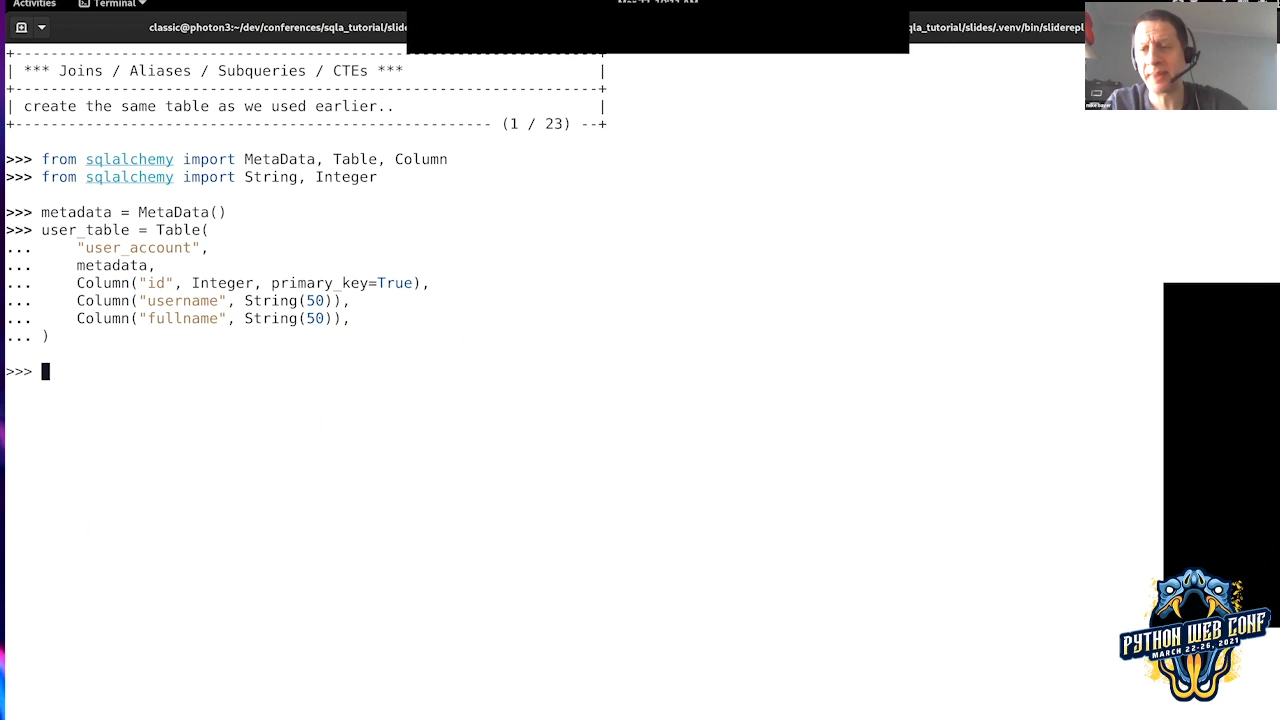 Activities
Terminal
classic@photon3:~/dev/conferences/sqla_tutorial/slide
qla_tutorial/slides/.venv/bin/sliderepl
+------------------------------------------------------------------+
| *** Joins / Aliases / Subqueries / CTEs *** |
+------------------------------------------------------------------+
| create the same table as we used earlier.. |
+------------------------------------------------------ (1 / 23) --+
>>> from sqlalchemy import MetaData, Table, Column
>>> from sqlalchemy import String, Integer
>>> metadata = MetaData()
>>> user_table = Table(
... "user_account",
... metadata,
... Column("id", Integer, primary_key=True),
... Column("username", String(50)),
... Column("fullname", String(50)),
... )
>>>
mike bayer
PYTHON WEB CONF
MARCH 22-26, 2021